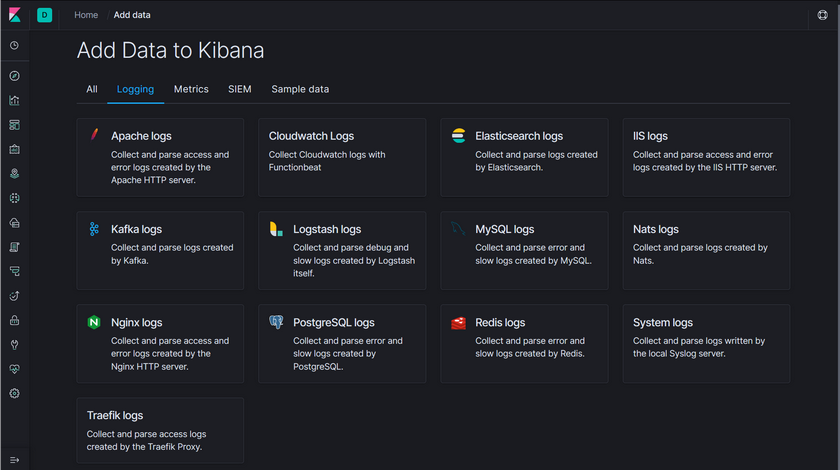 D
Home / Add data
Add Data to Kibana
All Logging Metrics SIEM Sample data
Apache logs
Collect and parse access and
error logs created by the
Apache HTTP server.
Cloudwatch Logs
Collect Cloudwatch logs with
Functionbeat
Elasticsearch logs
Collect and parse logs created
by Elasticsearch.
IIS logs
Collect and parse access and error
logs created by the IIS HTTP server.
Kafka logs
Collect and parse logs created
by Kafka.
Logstash logs
Collect and parse debug and
slow logs created by Logstash
itself.
MySQL logs
Collect and parse error and
slow logs created by MySQL.
Nats logs
Collect and parse logs created by
Nats.
N
Nginx logs
Collect and parse access and
error logs created by the
Nginx HTTP server.
PostgreSQL logs
Collect and parse error and
slow logs created by
PostgreSQL.
Redis logs
Collect and parse error and
slow logs created by Redis.
System logs
Collect and parse logs written by
the local Syslog server.
Traefik logs
Collect and parse access logs
created by the Traefik Proxy.